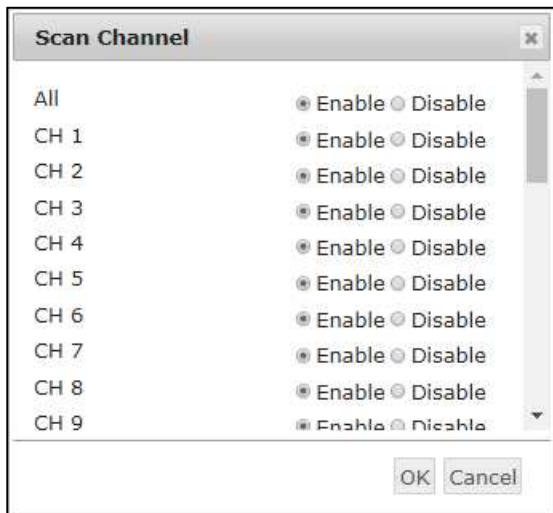 Scan Channel
All Enable Disable
CH 1 Enable Disable
CH 2 Enable Disable
CH 3 Enable Disable
CH 4 Enable Disable
CH 5 Enable Disable
CH 6 Enable Disable
CH 7 Enable Disable
CH 8 Enable Disable
CH 9 Enable Disable
OK Cancel